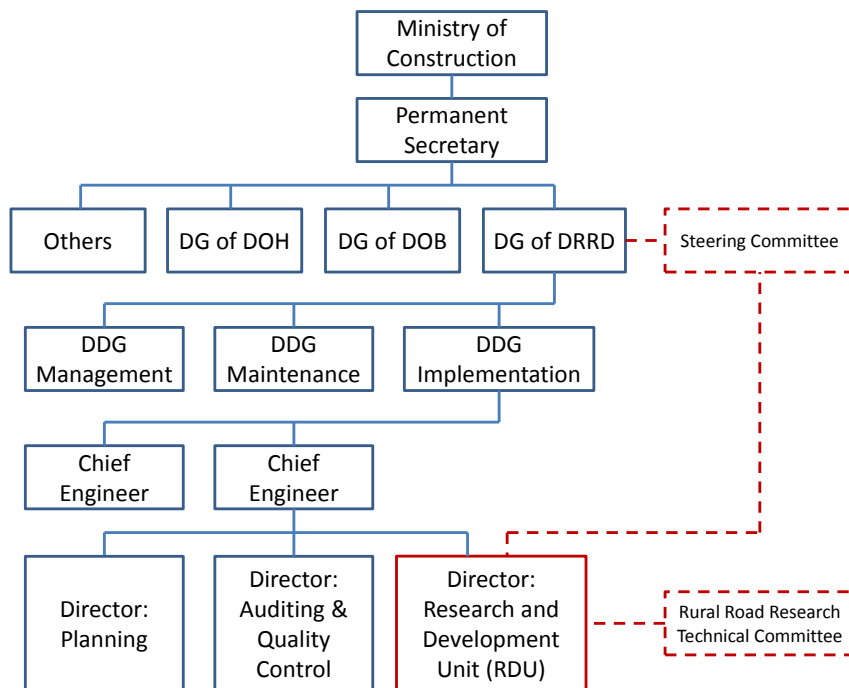 Ministry of
Construction
Permanent
Secretary
Others
DG of DOH
DG of DOB
DG of DRRD
Steering Committee
DDG
Management
DDG
Maintenance
DDG
Implementation
Chief
Engineer
Chief
Engineer
Director:
Planning
Director:
Auditing &
Quality
Control
Director:
Research and
Development
Unit (RDU)
Rural Road Research
Technical Committee